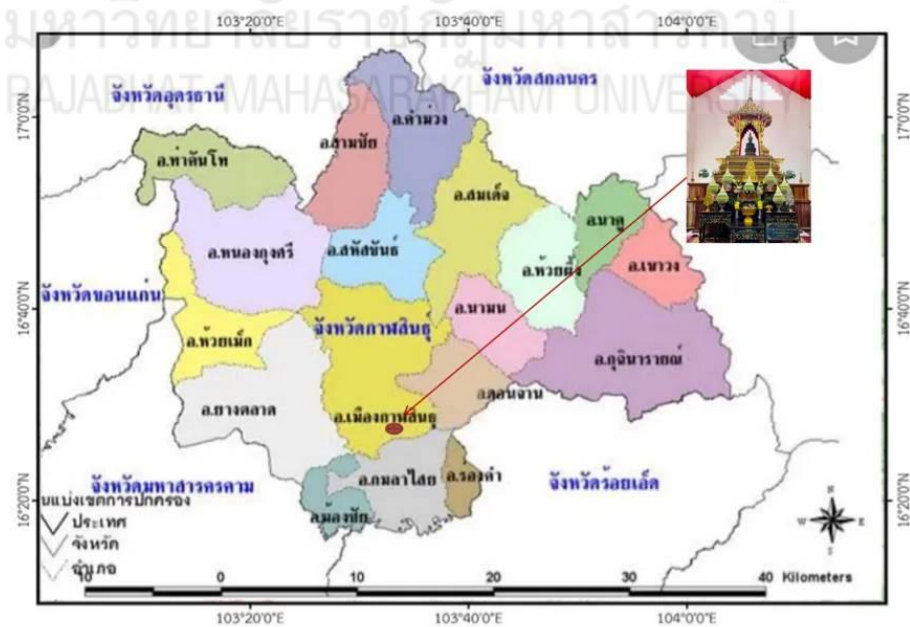 มหาวิทยาลัยราชภัฏมหาสารคาม
RAJABHAT MAHASARAKHAM UNIVERSITY
103°20'0"E 103°40'0"E 104°0'0"E
จังหวัดอุดรธานี
จังหวัดสกลนคร
17°0'0"N 17°0'0"N
อ.ท่าคันโท
อ.สามชัย
อ.คำม่วง
อ.สมเด็จ
อ.นาคู
อ.หนองกุงศรี
อ.สหัสขันธ์
อ.ห้วยผึ้ง
อ.เขาวง
จังหวัดขอนแก่น
16°40'0"N 16°40'0"N
อ.ห้วยเม็ก
จังหวัดกาฬสินธุ์
อ.นามน
อ.กุฉินารายณ์
อ.ยางตลาด
อ.เมืองกาฬสินธุ์
อ.ดอนจาน
จังหวัดมหาสารคาม
อ.กมลาไสย
อ.ร่องคำ
จังหวัดร้อยเอ็ด
16°20'0"N 16°20'0"N
อ.ฆ้องชัย
นแบ่งเขตการปกครอง
ประเทศ
จังหวัด
อำเภอ
N
W E
S
10 0 10 20 30 40 Kilometers
103°20'0"E 103°40'0"E 104°0'0"E